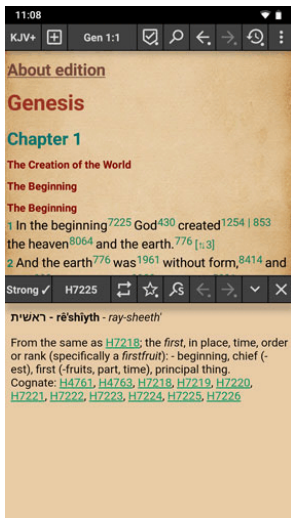 11:08
KJV+ Gen 1:1
About edition
Genesis
Chapter 1
The Creation of the World
The Beginning
The Beginning
1 In the beginning7225 God430 created1254 | 853
the heaven8064 and the earth.776 [⇅ 3]
2 And the earth776 was1961 without form,8414 and
Strong ✓ H7225
ראשׁית - rê'shı̂yth - ray-sheeth'
From the same as H7218; the first, in place, time, order
or rank (specifically a firstfruit): - beginning, chief (-
est), first (-fruits, part, time), principal thing.
Cognate: H4761, H4763, H7218, H7219, H7220,
H7221, H7222, H7223, H7224, H7225, H7226